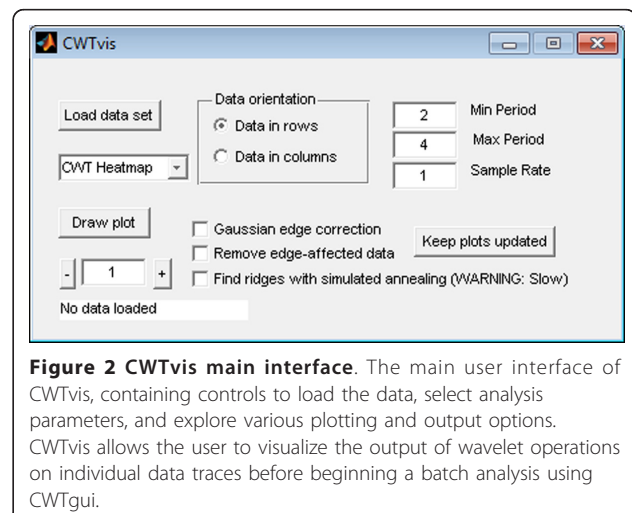 CWTvis
Load data set
Data orientation
Data in rows
Data in columns
2 Min Period
4 Max Period
1 Sample Rate
CWT Heatmap
Draw plot
Gaussian edge correction
Remove edge-affected data
Find ridges with simulated annealing (WARNING: Slow)
Keep plots updated
- 1 +
No data loaded
Figure 2 CWTvis main interface. The main user interface of
CWTvis, containing controls to load the data, select analysis
parameters, and explore various plotting and output options.
CWTvis allows the user to visualize the output of wavelet operations
on individual data traces before beginning a batch analysis using
CWTgui.